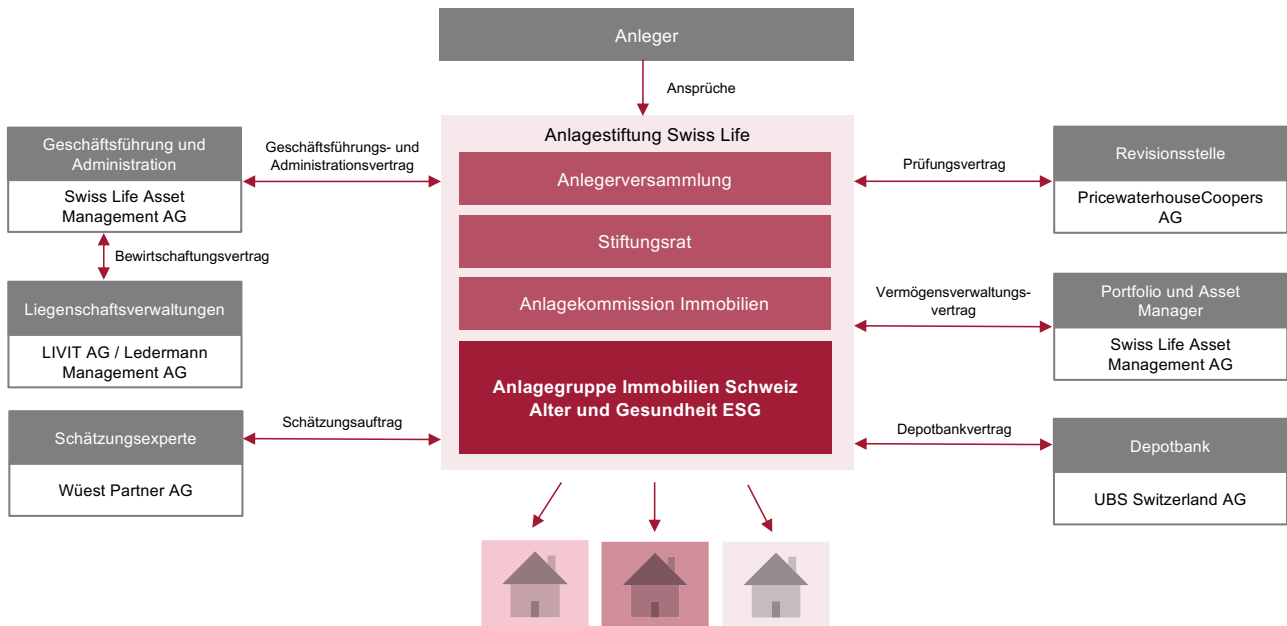 Anleger
Ansprüche
Anlagestiftung Swiss Life
Anlegerversammlung
Stiftungsrat
Anlagekommission Immobilien
Anlagegruppe Immobilien Schweiz
Alter und Gesundheit ESG
Geschäftsführung und
Administration
Swiss Life Asset
Management AG
Geschäftsführungs- und
Administrationsvertrag
Bewirtschaftungsvertrag
Liegenschaftsverwaltungen
LIVIT AG / Ledermann
Management AG
Schätzungsexperte
Wüest Partner AG
Schätzungsauftrag
Prüfungsvertrag
Revisionsstelle
PricewaterhouseCoopers
AG
Vermögensverwaltungs-
vertrag
Portfolio und Asset
Manager
Swiss Life Asset
Management AG
Depotbankvertrag
Depotbank
UBS Switzerland AG